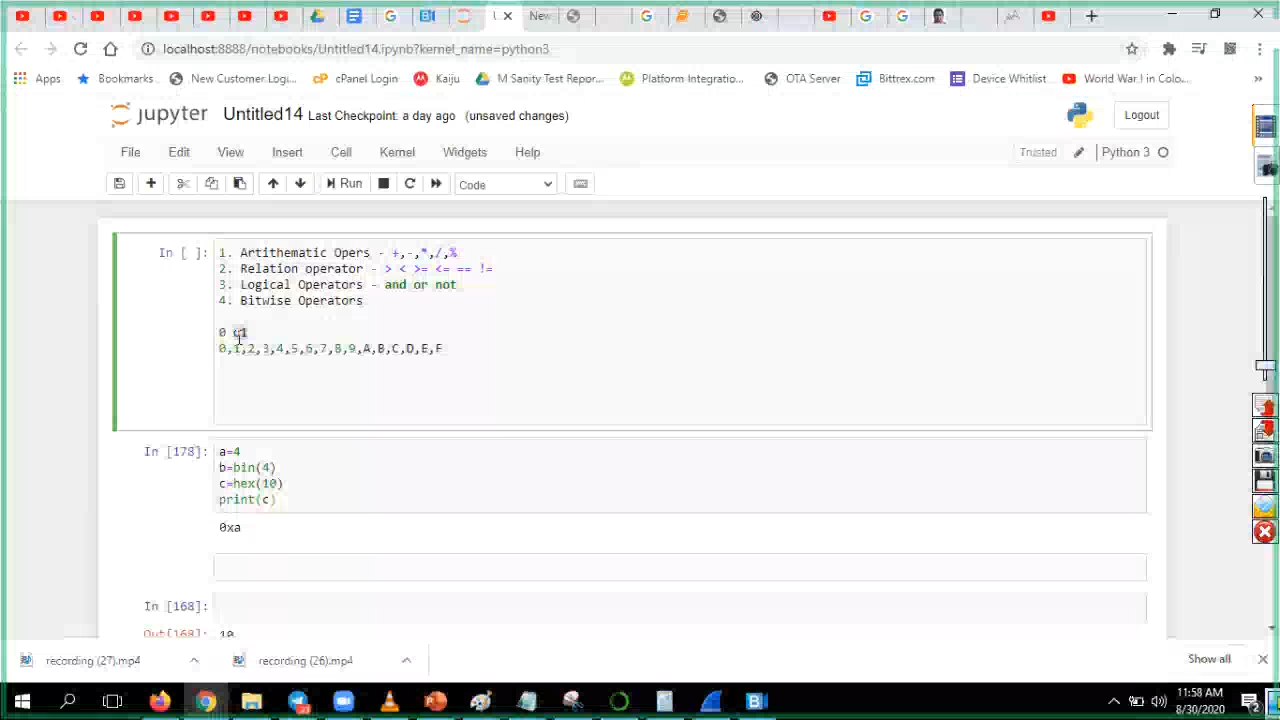 New
localhost:8888/notebooks/Untitled14.ipynb?kernel_name=python3
Apps Bookmarks New Customer Logi... cPanel Login Kaiju M Sanity Test Repor... Platform Integratio... OTA Server Bittrex.com Device Whitlist World War ! in Colo... »
jupyter Untitled14 Last Checkpoint: a day ago (unsaved changes) Logout
File Edit View Insert Cell Kernel Widgets Help Trusted Python 3
Run Code
In [ ]: 1. Artithematic Opers - +,-,*,/,%
2. Relation operator - > < >= <= == !=
3. Logical Operators - and or not
4. Bitwise Operators
0 c1
0,1,2,3,4,5,6,7,8,9,A,B,C,D,E,F
In [178]: a=4
b=bin(4)
c=hex(10)
print(c)
0xa
In [168]:
Out[168]: 10
recording (27).mp4 recording (26).mp4 Show all
11:58 AM
8/30/2020